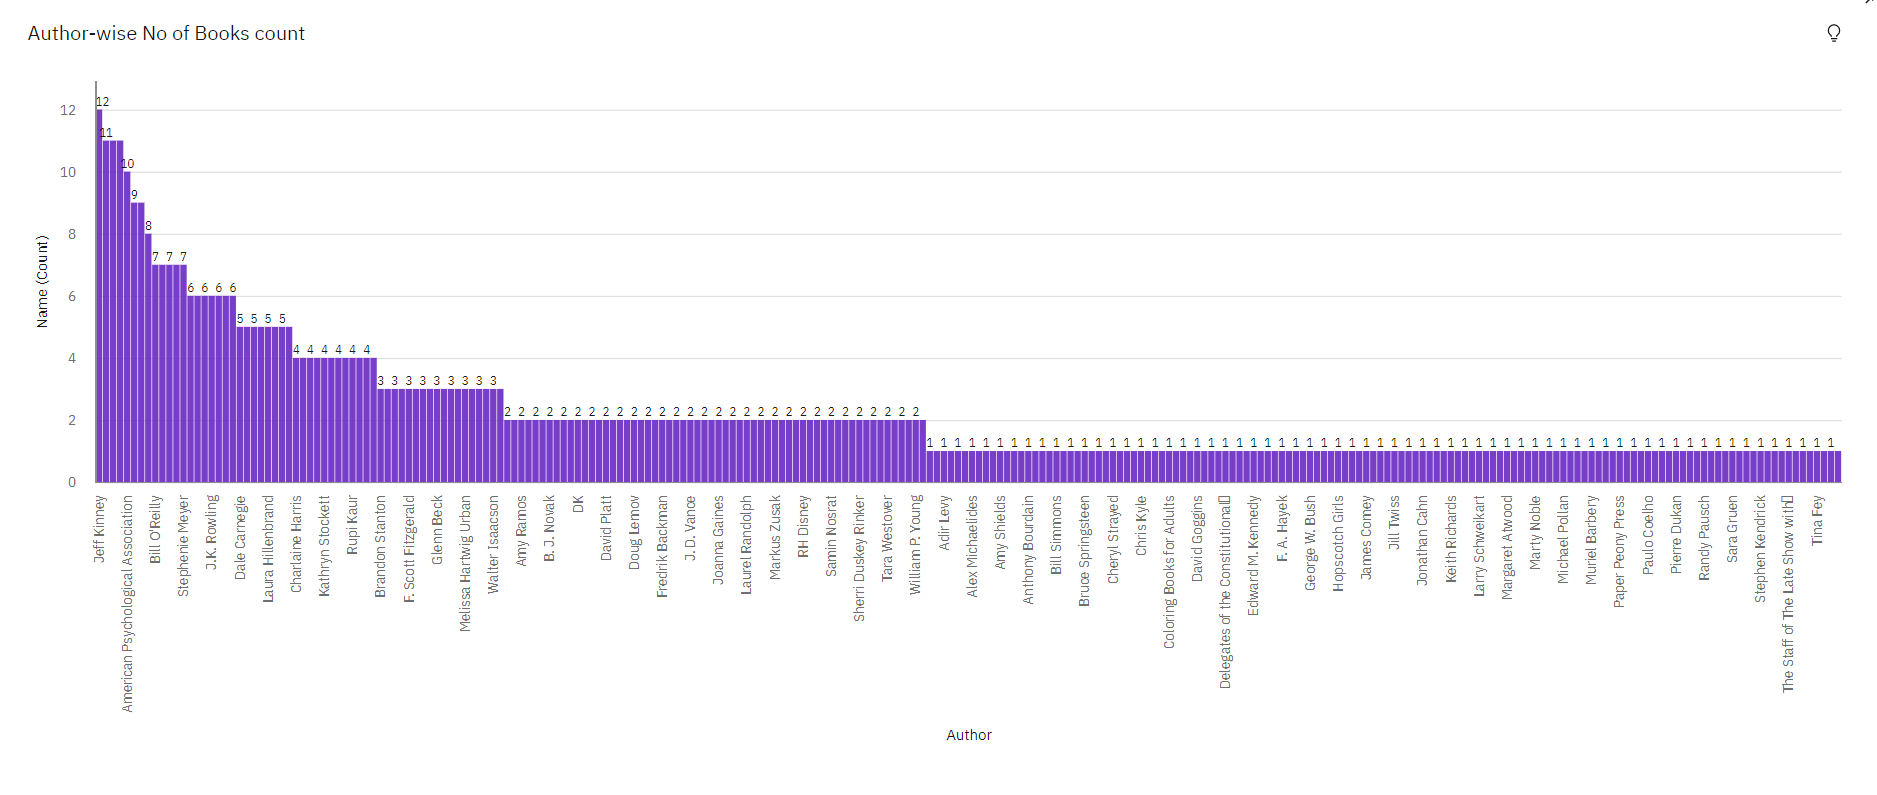 Author-wise No of Books count
Name (Count)
12
10
8
6
4
2
0
12
11
10
9
8
7 7 7
6 6 6 6
5 5 5 5
4 4 4 4 4 4
3 3 3 3 3 3 3 3 3
2 2 2 2 2 2 2 2 2 2 2 2 2 2 2 2 2 2 2 2 2 2 2 2 2 2 2 2 2 2
1 1 1 1 1 1 1 1 1 1 1 1 1 1 1 1 1 1 1 1 1 1 1 1 1 1 1 1 1 1 1 1 1 1 1 1 1 1 1 1 1 1 1 1 1 1 1 1 1 1 1 1 1 1 1 1 1 1 1 1 1 1 1 1 1
Jeff Kinney
American Psychological Association
Bill O'Reilly
Stephenie Meyer
J.K. Rowling
Dale Carnegie
Laura Hillenbrand
Charlaine Harris
Kathryn Stockett
Rupi Kaur
Brandon Stanton
F. Scott Fitzgerald
Glenn Beck
Melissa Hartwig Urban
Walter Isaacson
Amy Ramos
B. J. Novak
DK
David Platt
Doug Lemov
Fredrik Backman
J. D. Vance
Joanna Gaines
Laurel Randolph
Markus Zusak
RH Disney
Samin Nosrat
Sherri Duskey Rinker
Tara Westover
William P. Young
Adir Levy
Alex Michaelides
Amy Shields
Anthony Bourdain
Bill Simmons
Bruce Springsteen
Cheryl Strayed
Chris Kyle
Coloring Books for Adults
David Goggins
Delegates of the Constitutional
Edward M. Kennedy
F. A. Hayek
George W. Bush
Hopscotch Girls
James Comey
Jill Twiss
Jonathan Cahn
Keith Richards
Larry Schweikart
Margaret Atwood
Marty Noble
Michael Pollan
Muriel Barbery
Paper Peony Press
Paulo Coelho
Pierre Dukan
Randy Pausch
Sara Gruen
Stephen Kendrick
The Staff of The Late Show with
Tina Fey
Author